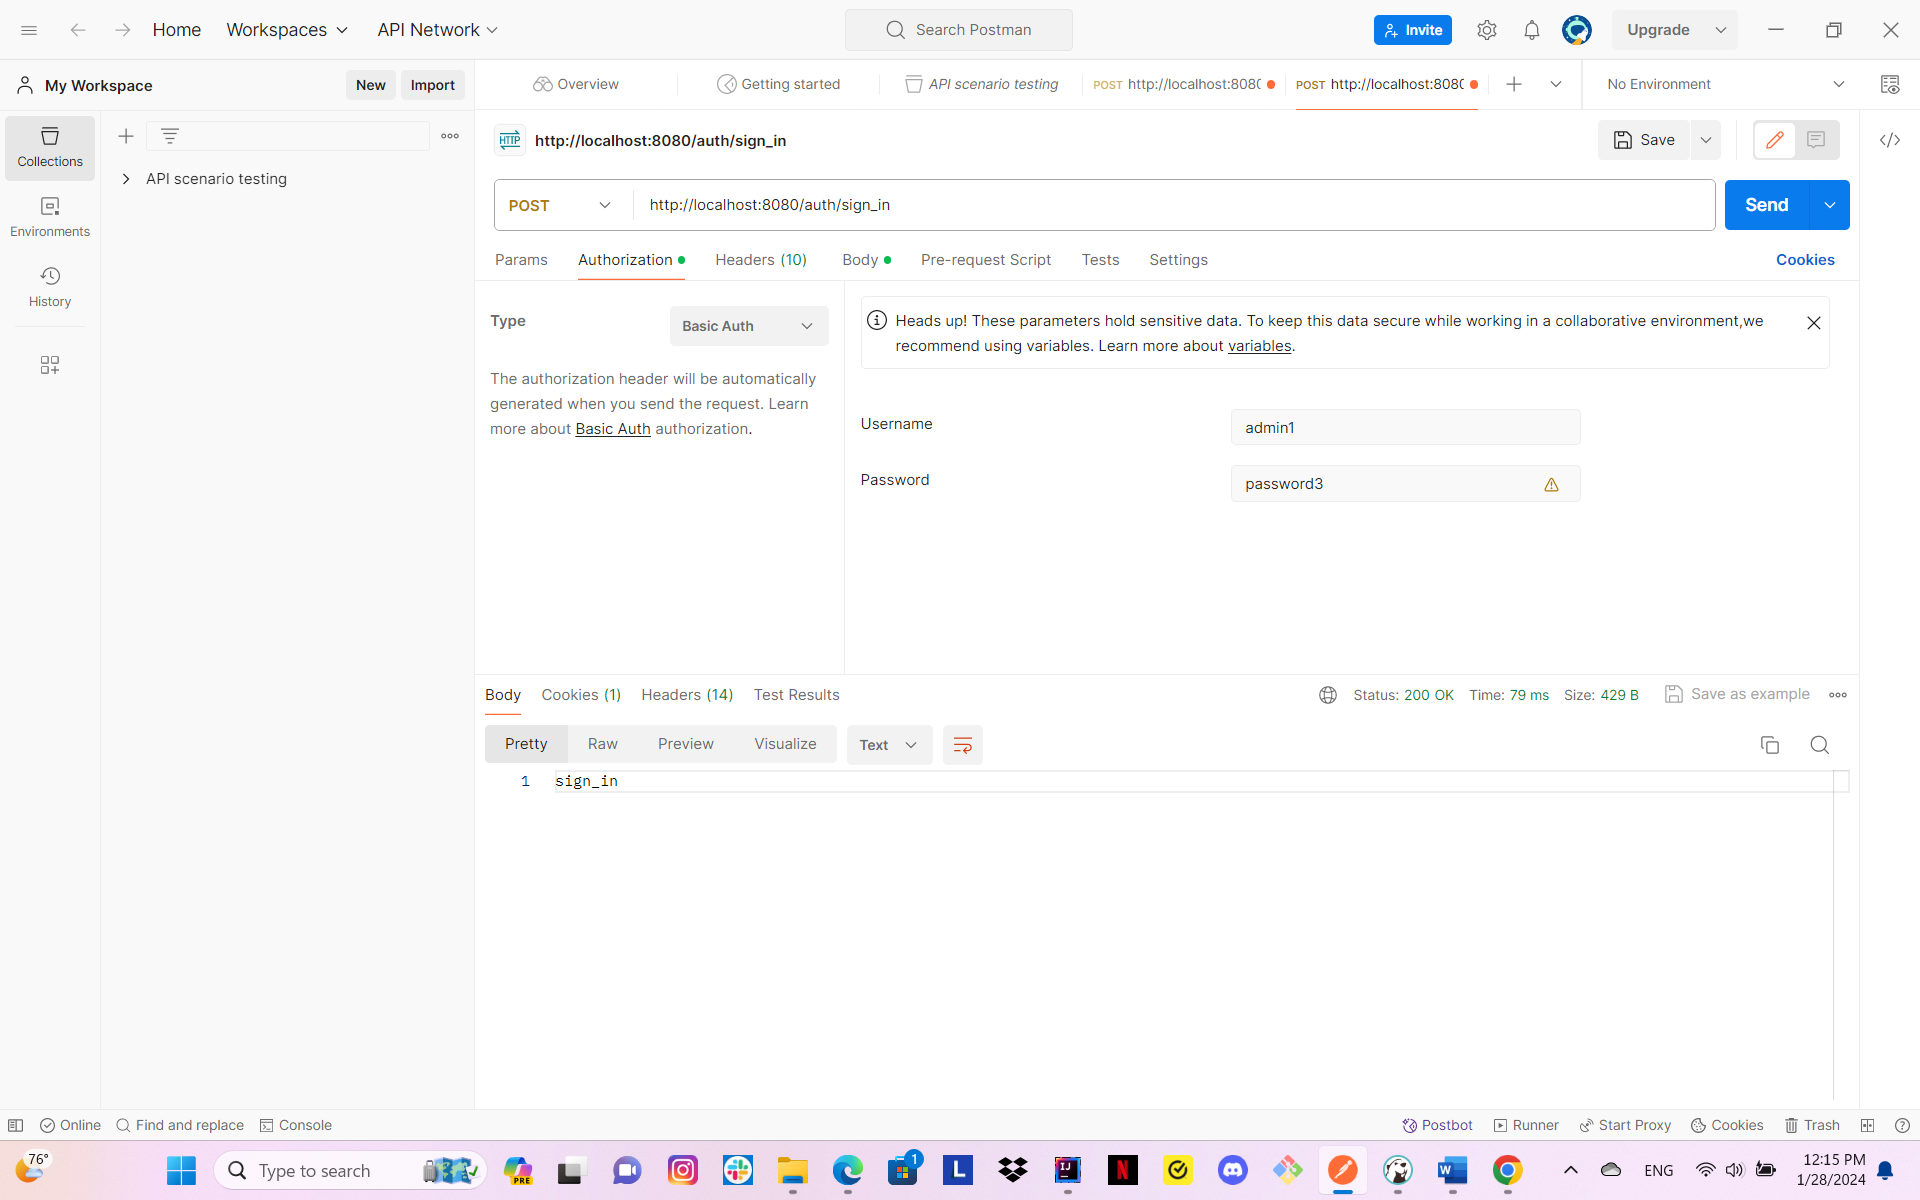 Home Workspaces API Network Search Postman Invite Upgrade
My Workspace New Import Overview Getting started API scenario testing POST http://localhost:8080 POST http://localhost:8080 No Environment
Collections
API scenario testing
Environments
History
HTTP http://localhost:8080/auth/sign_in Save
POST http://localhost:8080/auth/sign_in Send
Params Authorization Headers (10) Body Pre-request Script Tests Settings Cookies
Type Basic Auth
The authorization header will be automatically
generated when you send the request. Learn
more about Basic Auth authorization.
Heads up! These parameters hold sensitive data. To keep this data secure while working in a collaborative environment,we
recommend using variables. Learn more about variables.
Username admin1
Password password3
Body Cookies (1) Headers (14) Test Results Status: 200 OK Time: 79 ms Size: 429 B Save as example
Pretty Raw Preview Visualize Text
1 sign_in
Online Find and replace Console Postbot Runner Start Proxy Cookies Trash
76° Type to search PRE 1 L IJ N W ENG 12:15 PM
1/28/2024